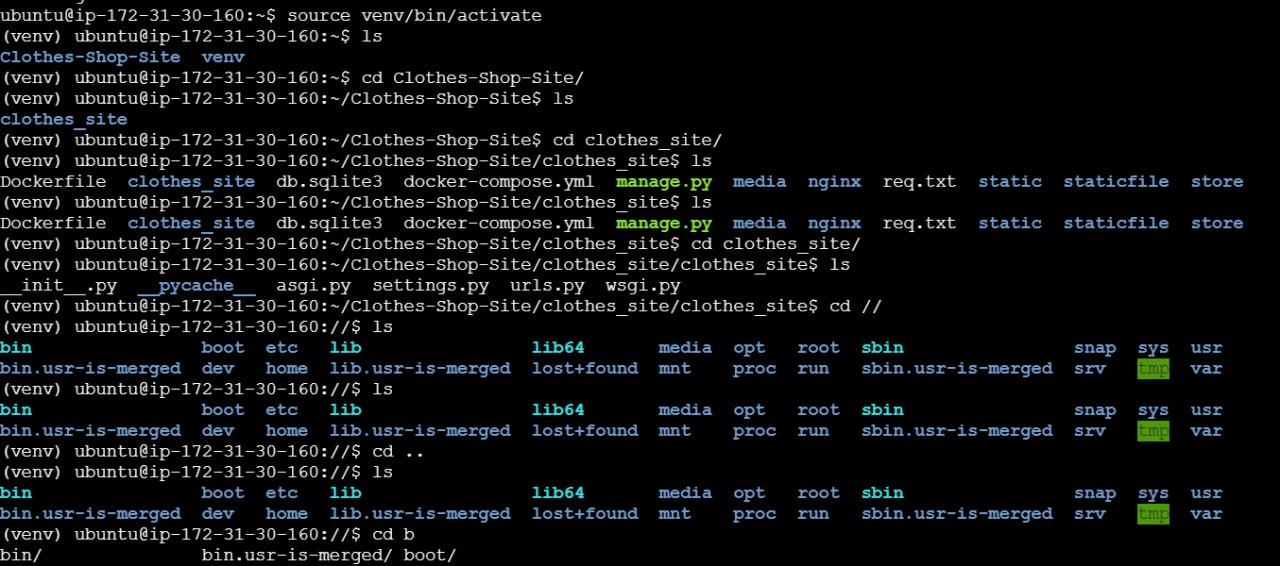 ubuntu@ip-172-31-30-160:~$ source venv/bin/activate
(venv) ubuntu@ip-172-31-30-160:~$ ls
Clothes-Shop-Site  venv
(venv) ubuntu@ip-172-31-30-160:~$ cd Clothes-Shop-Site/
(venv) ubuntu@ip-172-31-30-160:~/Clothes-Shop-Site$ ls
clothes_site
(venv) ubuntu@ip-172-31-30-160:~/Clothes-Shop-Site$ cd clothes_site/
(venv) ubuntu@ip-172-31-30-160:~/Clothes-Shop-Site/clothes_site$ ls
Dockerfile  clothes_site  db.sqlite3  docker-compose.yml  manage.py  media  nginx  req.txt  static  staticfile  store
(venv) ubuntu@ip-172-31-30-160:~/Clothes-Shop-Site/clothes_site$ ls
Dockerfile  clothes_site  db.sqlite3  docker-compose.yml  manage.py  media  nginx  req.txt  static  staticfile  store
(venv) ubuntu@ip-172-31-30-160:~/Clothes-Shop-Site/clothes_site$ cd clothes_site/
(venv) ubuntu@ip-172-31-30-160:~/Clothes-Shop-Site/clothes_site/clothes_site$ ls
__init__.py  __pycache__  asgi.py  settings.py  urls.py  wsgi.py
(venv) ubuntu@ip-172-31-30-160:~/Clothes-Shop-Site/clothes_site/clothes_site$ cd //
(venv) ubuntu@ip-172-31-30-160://$ ls
bin                boot  etc   lib                lib64       media  opt   root  sbin                snap  sys  usr
bin.usr-is-merged  dev   home  lib.usr-is-merged  lost+found  mnt    proc  run   sbin.usr-is-merged  srv   tmp  var
(venv) ubuntu@ip-172-31-30-160://$ ls
bin                boot  etc   lib                lib64       media  opt   root  sbin                snap  sys  usr
bin.usr-is-merged  dev   home  lib.usr-is-merged  lost+found  mnt    proc  run   sbin.usr-is-merged  srv   tmp  var
(venv) ubuntu@ip-172-31-30-160://$ cd ..
(venv) ubuntu@ip-172-31-30-160://$ ls
bin                boot  etc   lib                lib64       media  opt   root  sbin                snap  sys  usr
bin.usr-is-merged  dev   home  lib.usr-is-merged  lost+found  mnt    proc  run   sbin.usr-is-merged  srv   tmp  var
(venv) ubuntu@ip-172-31-30-160://$ cd b
bin/               bin.usr-is-merged/ boot/